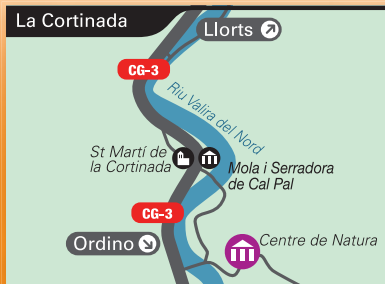 La Cortinada
Llorts
CG-3
Riu Valira del Nord
St Martí de
la Cortinada
Mola i Serradora
de Cal Pal
CG-3
Ordino
Centre de Natura